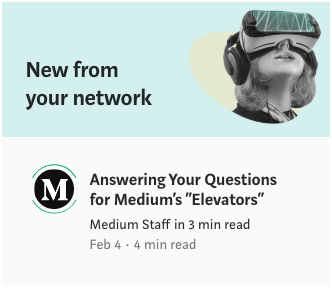 New from
your network
M
Answering Your Questions
for Medium's "Elevators"
Medium Staff in 3 min read
Feb 4 · 4 min read